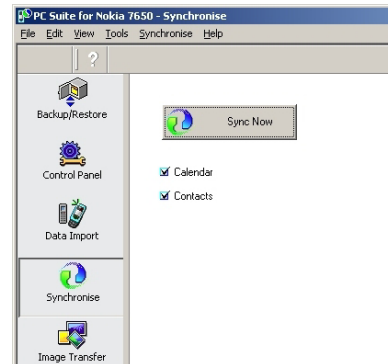 PC Suite for Nokia 7650 - Synchronise
File Edit View Tools Synchronise Help
?
Backup/Restore
Control Panel
Data Import
Synchronise
Image Transfer
Sync Now
Calendar
Contacts